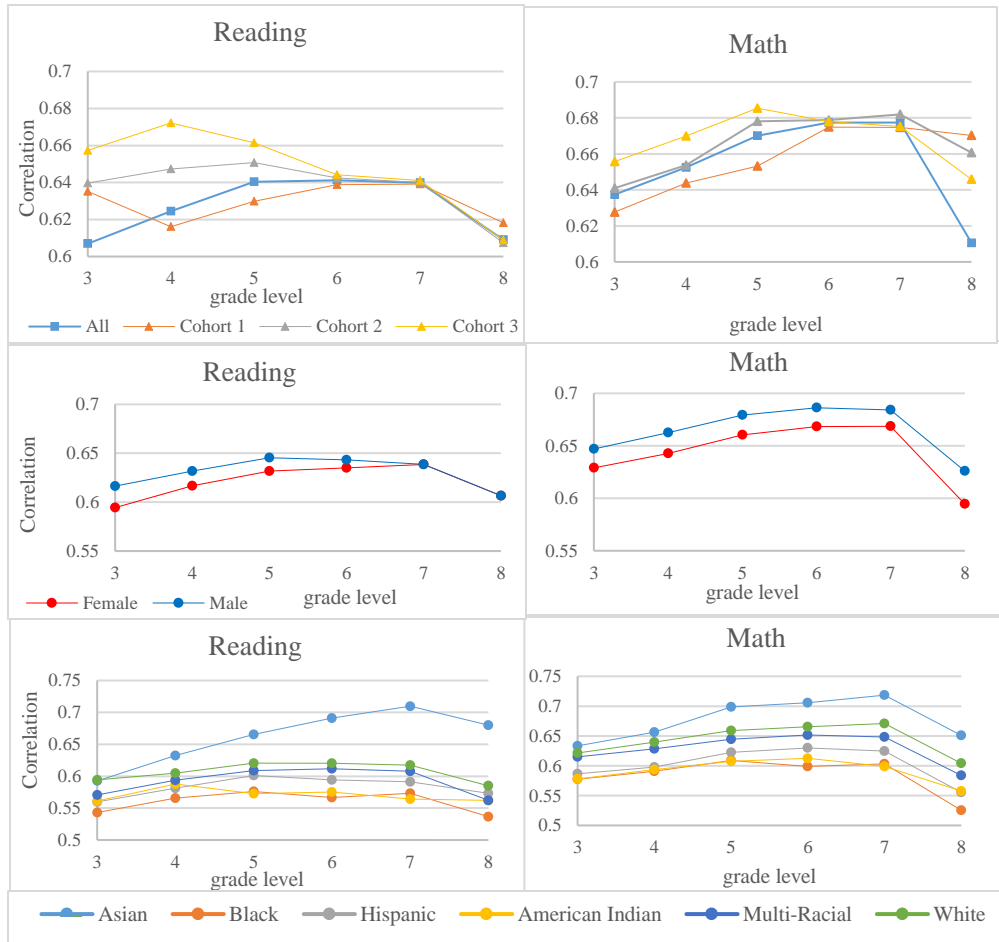 Reading
Correlation
0.7
0.68
0.66
0.64
0.62
0.6
3 4 5 6 7 8
grade level
All Cohort 1 Cohort 2 Cohort 3
Math
0.7
0.68
0.66
0.64
0.62
0.6
3 4 5 6 7 8
grade level
Reading
Correlation
0.7
0.65
0.6
0.55
3 4 5 6 7 8
grade level
Female Male
Math
0.7
0.65
0.6
0.55
3 4 5 6 7 8
grade level
Reading
Correlation
0.75
0.7
0.65
0.6
0.55
0.5
3 4 5 6 7 8
grade level
Math
0.75
0.7
0.65
0.6
0.55
0.5
3 4 5 6 7 8
grade level
Asian Black Hispanic American Indian Multi-Racial White